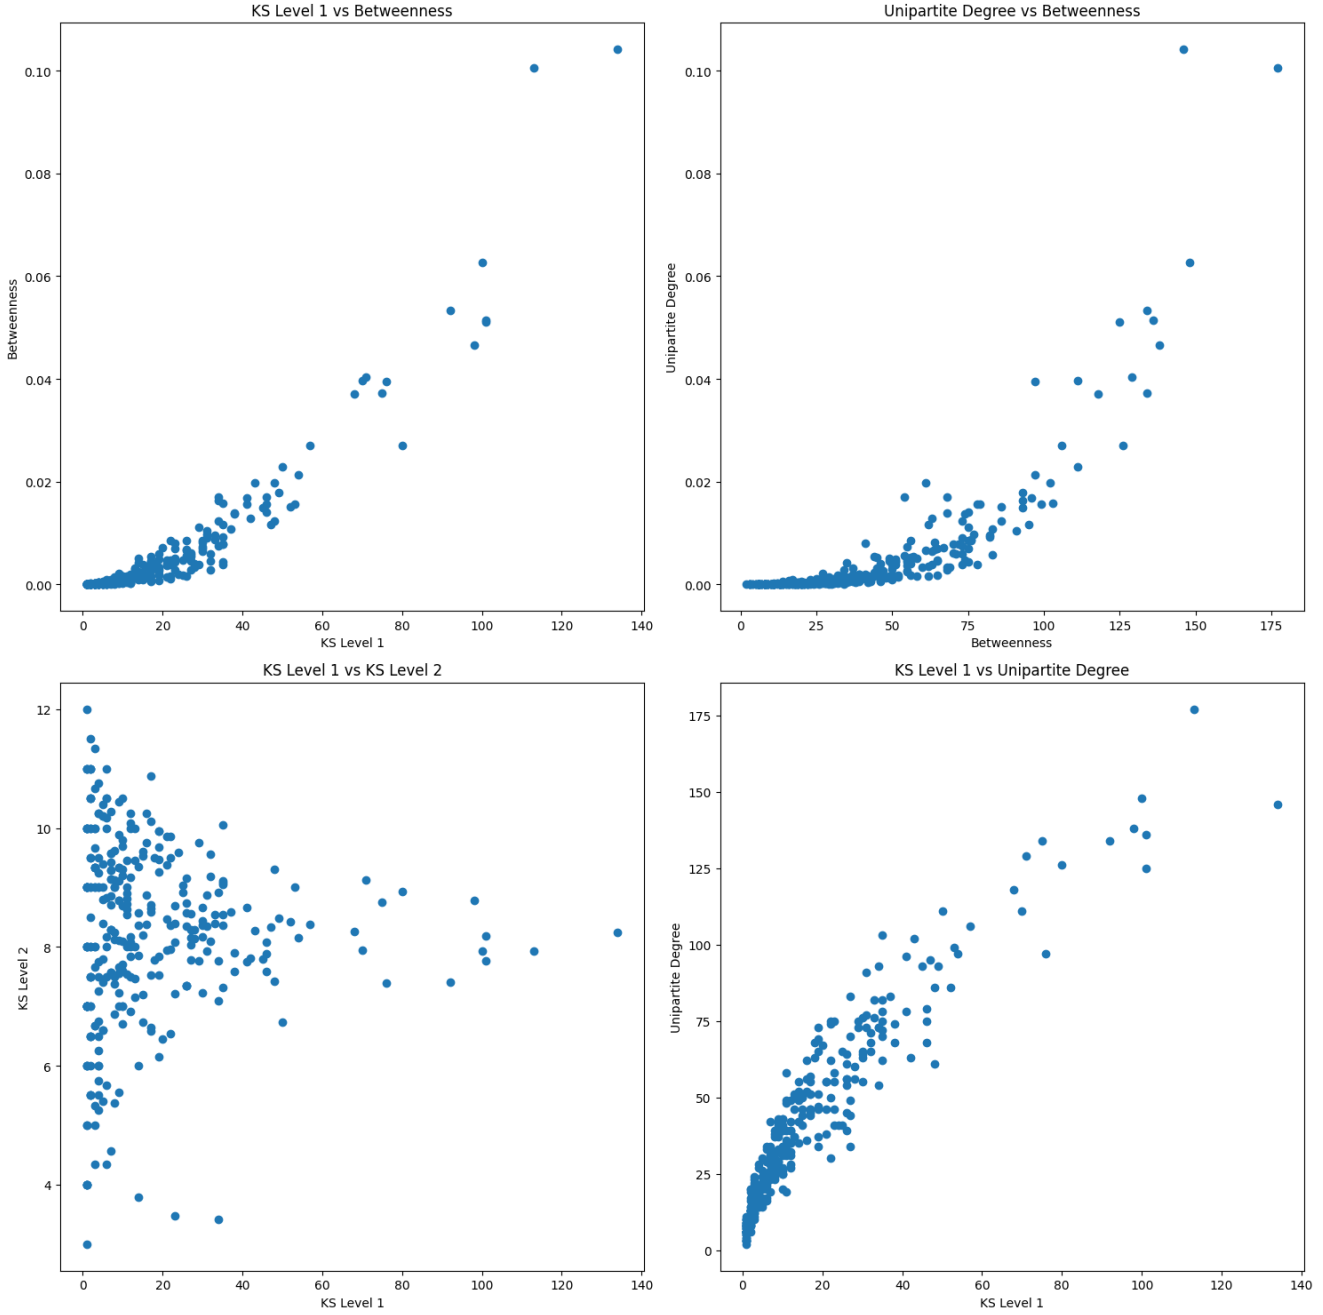 KS Level 1 vs Betweenness
0.10
0.08
0.06
0.04
0.02
0.00
Betweenness
0 20 40 60 80 100 120 140
KS Level 1
Unipartite Degree vs Betweenness
0.10
0.08
0.06
0.04
0.02
0.00
Unipartite Degree
0 25 50 75 100 125 150 175
Betweenness
KS Level 1 vs KS Level 2
12
10
8
6
4
KS Level 2
0 20 40 60 80 100 120 140
KS Level 1
KS Level 1 vs Unipartite Degree
175
150
125
100
75
50
25
0
Unipartite Degree
0 20 40 60 80 100 120 140
KS Level 1